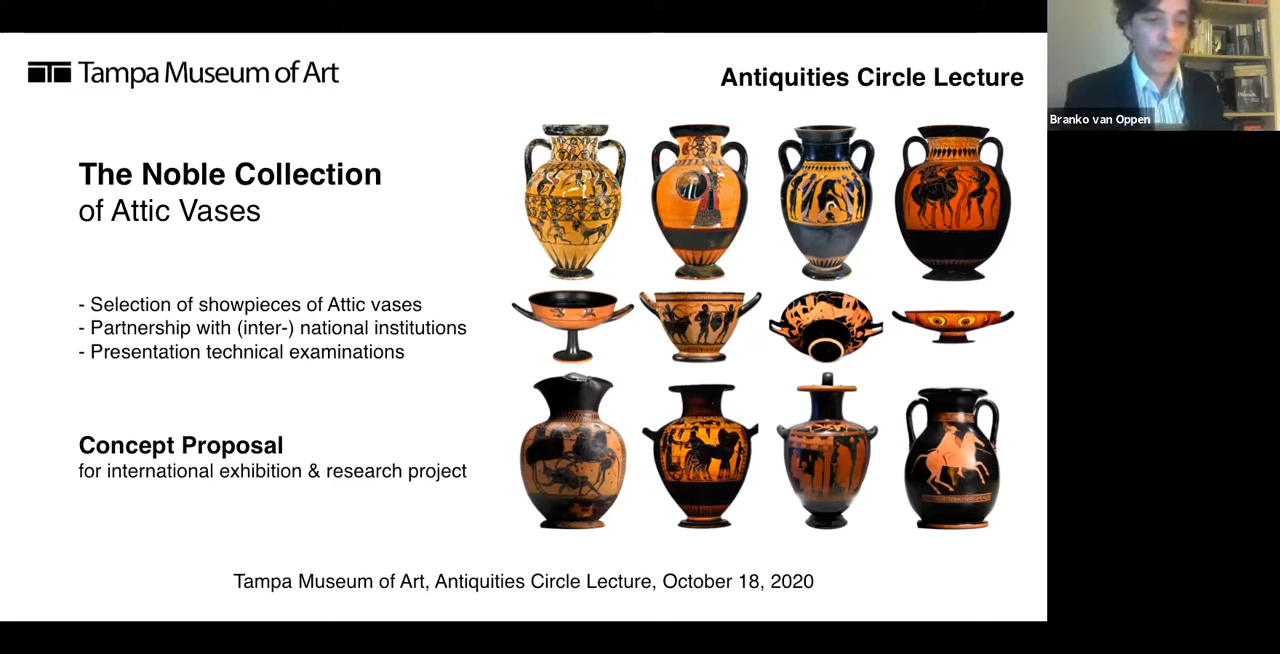 Tampa Museum of Art
Antiquities Circle Lecture
Branko van Oppen
The Noble Collection
of Attic Vases
- Selection of showpieces of Attic vases
- Partnership with (inter-) national institutions
- Presentation technical examinations
Concept Proposal
for international exhibition & research project
Tampa Museum of Art, Antiquities Circle Lecture, October 18, 2020